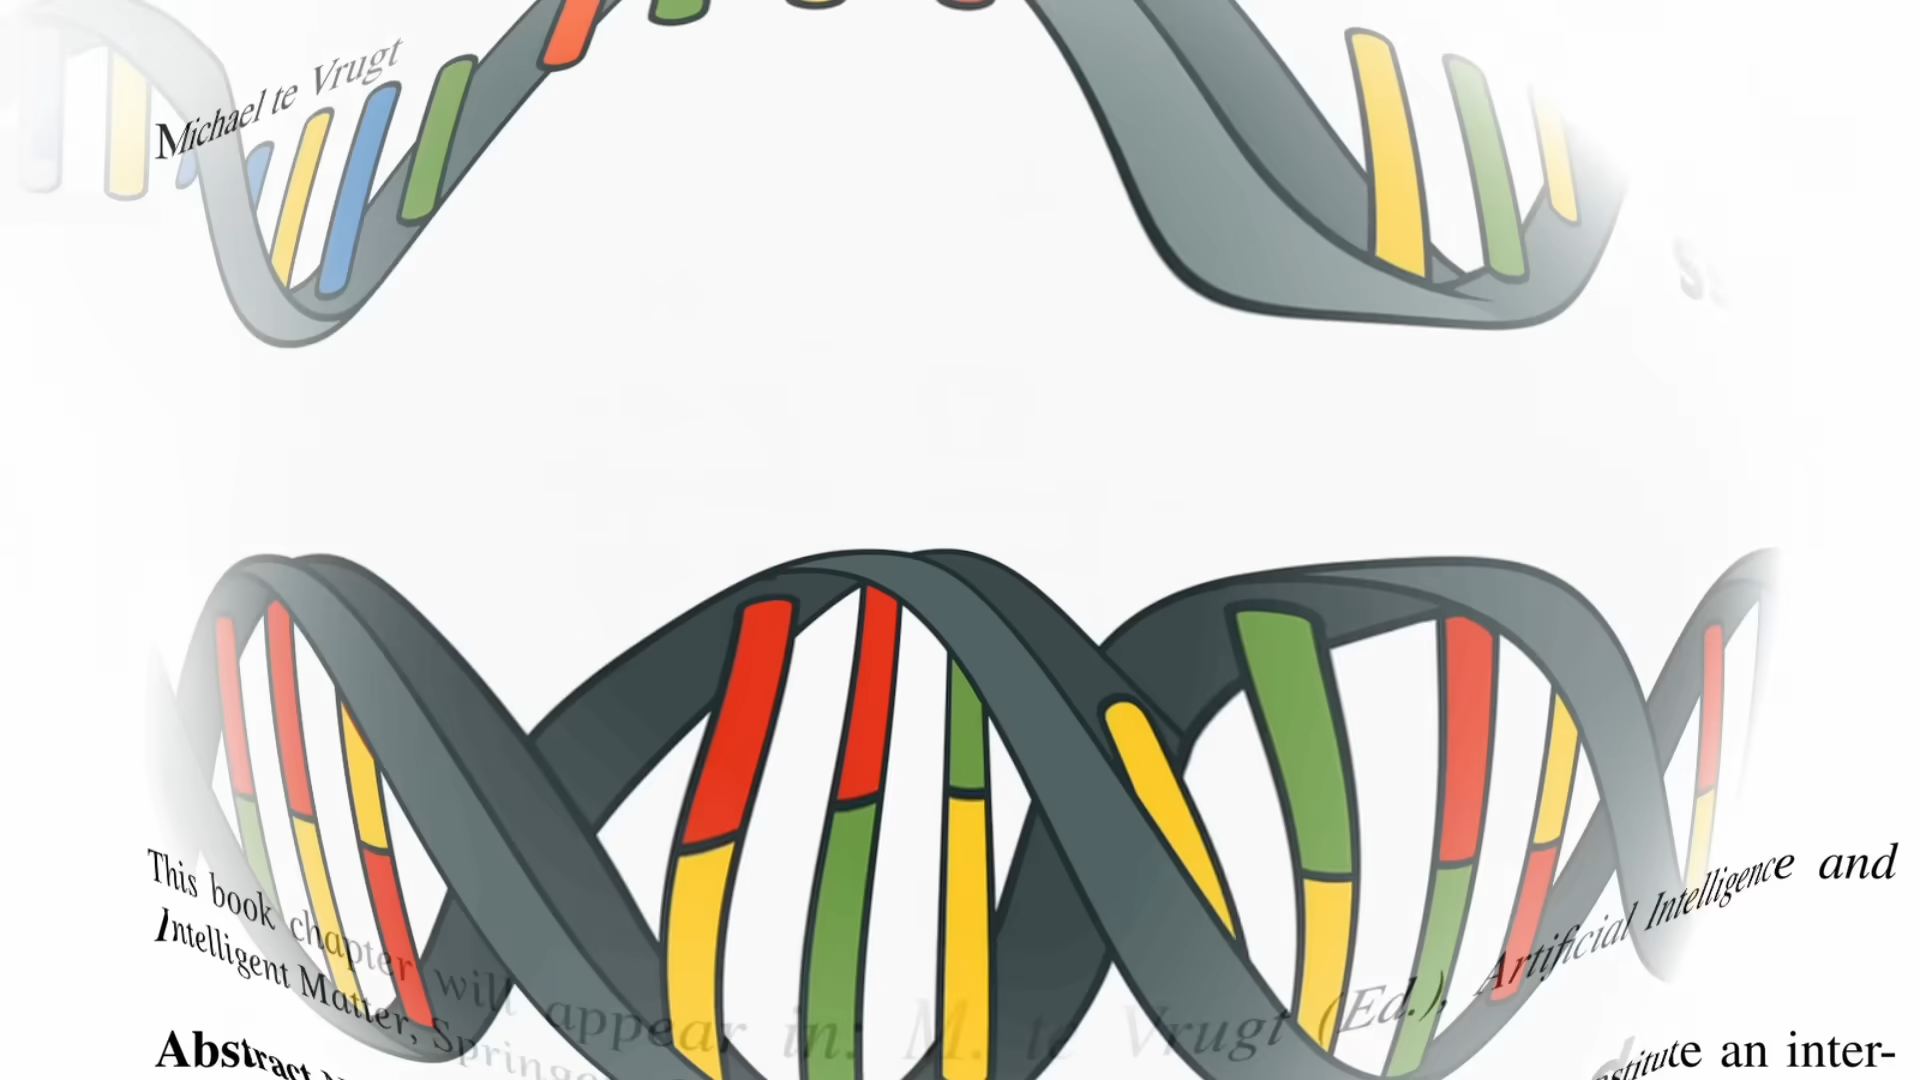 Michael te Vrugt
This book chapter will appear in: M. te Vrugt (Ed.), Artificial Intelligence and
Intelligent Matter, Springe
Abstract
stitute an inter-